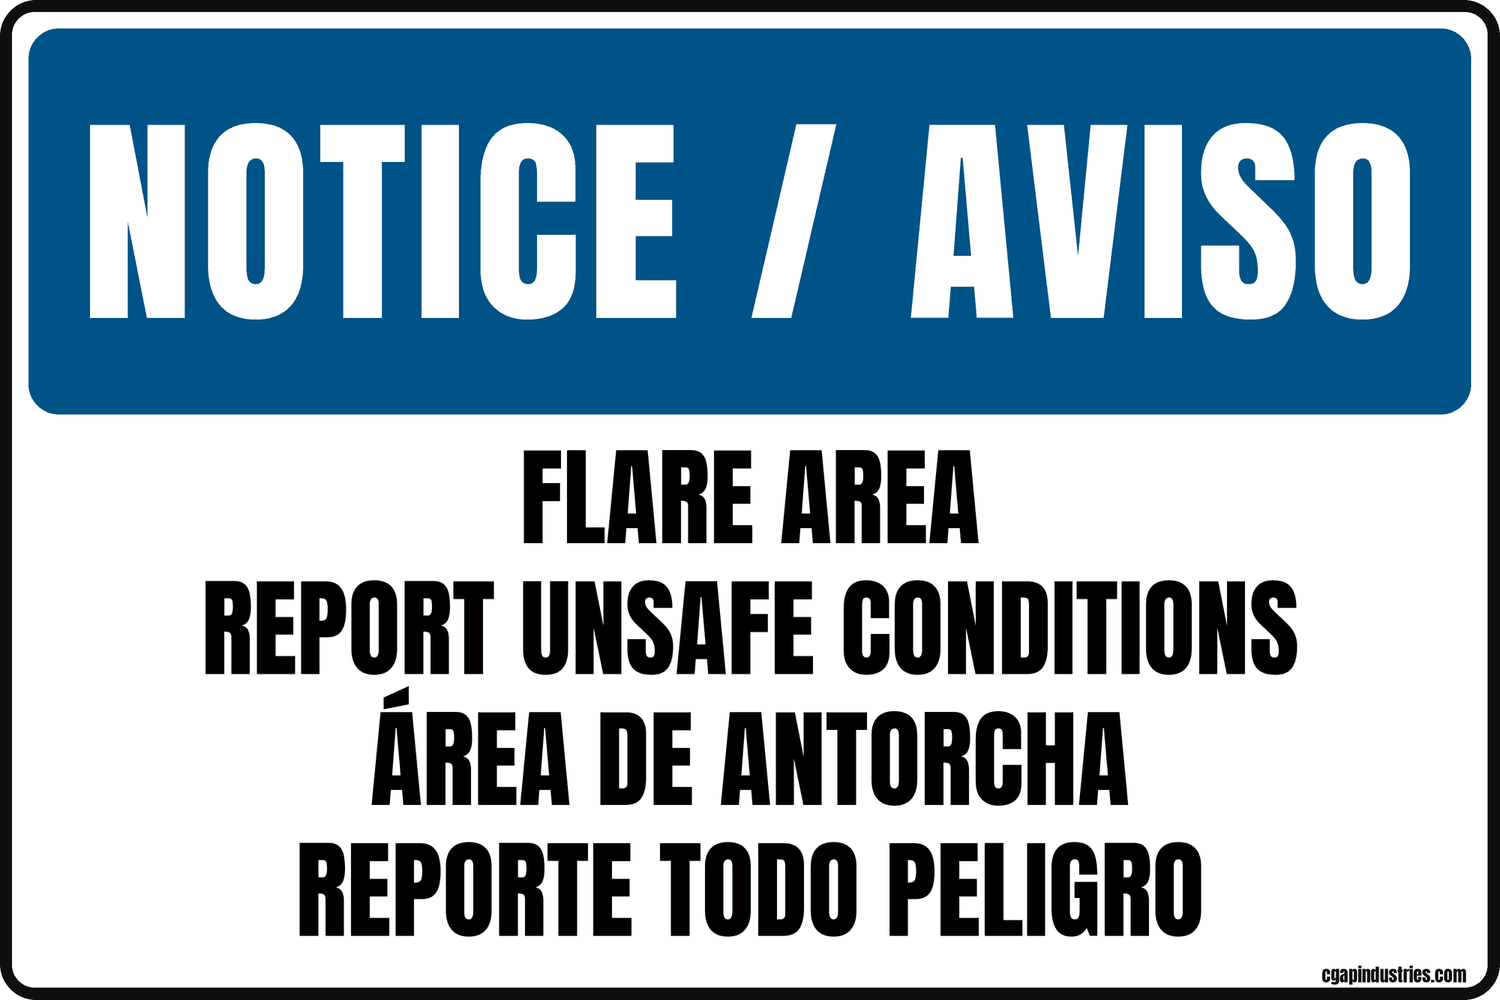 NOTICE / AVISO
FLARE AREA
REPORT UNSAFE CONDITIONS
ÁREA DE ANTORCHA
REPORTE TODO PELIGRO
cgapindustries.com